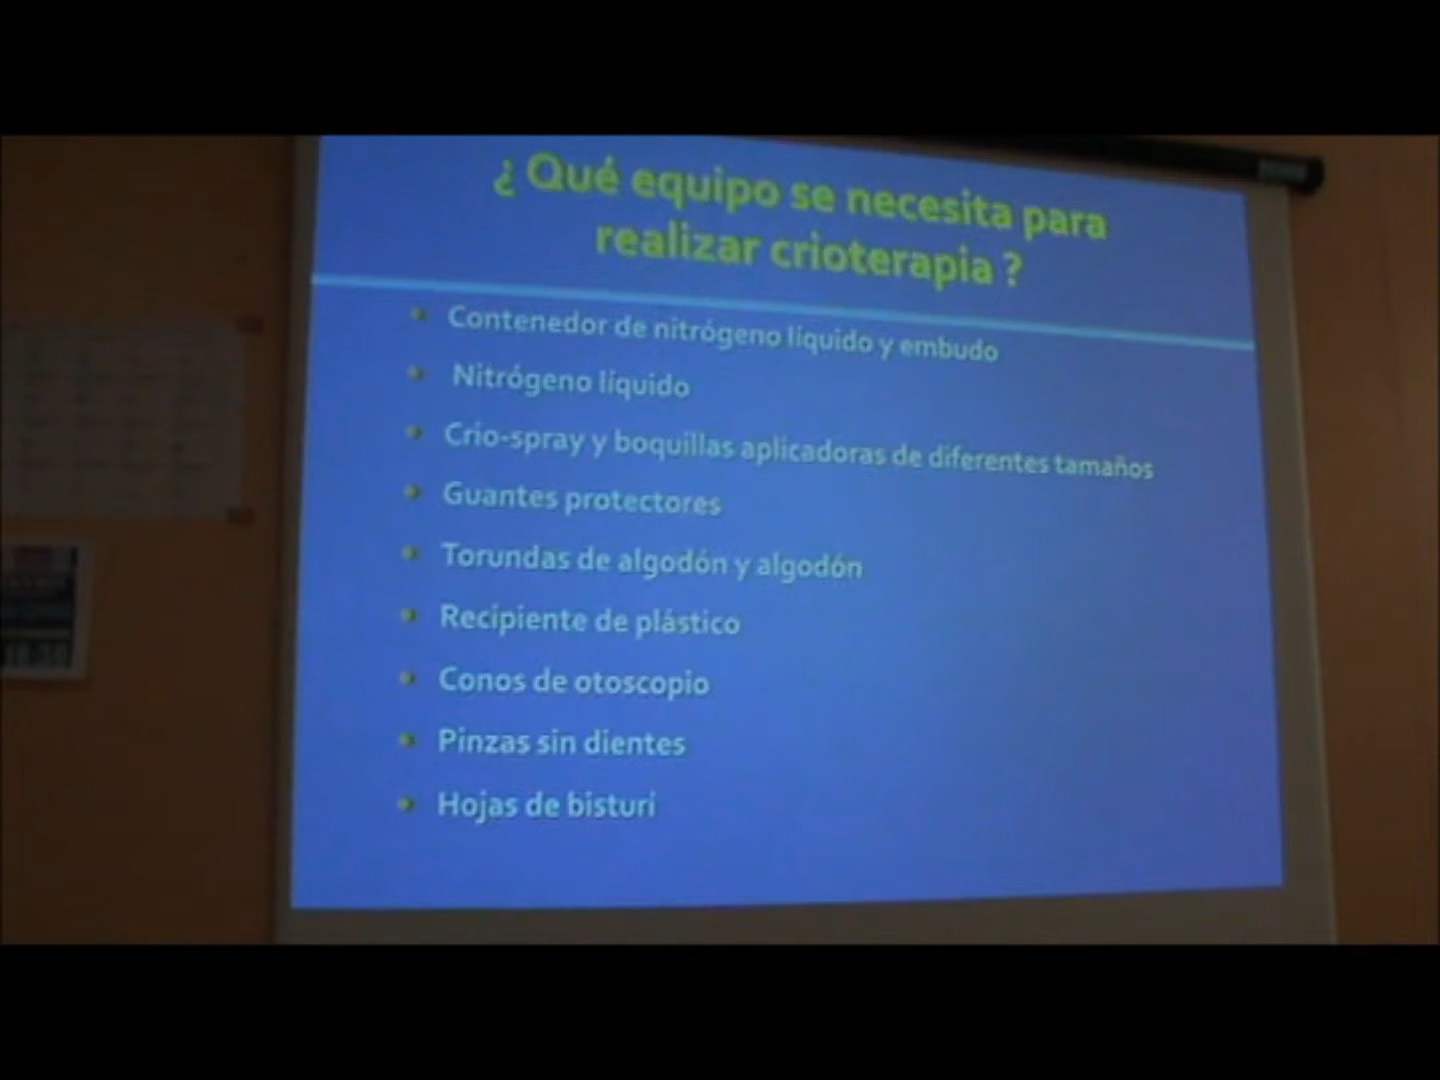 ¿ Qué equipo se necesita para
realizar crioterapia ?
Contenedor de nitrógeno líquido y embudo
Nitrógeno líquido
Crio-spray y boquillas aplicadoras de diferentes tamaños
Guantes protectores
Torundas de algodón y algodón
Recipiente de plástico
Conos de otoscopio
Pinzas sin dientes
Hojas de bisturí